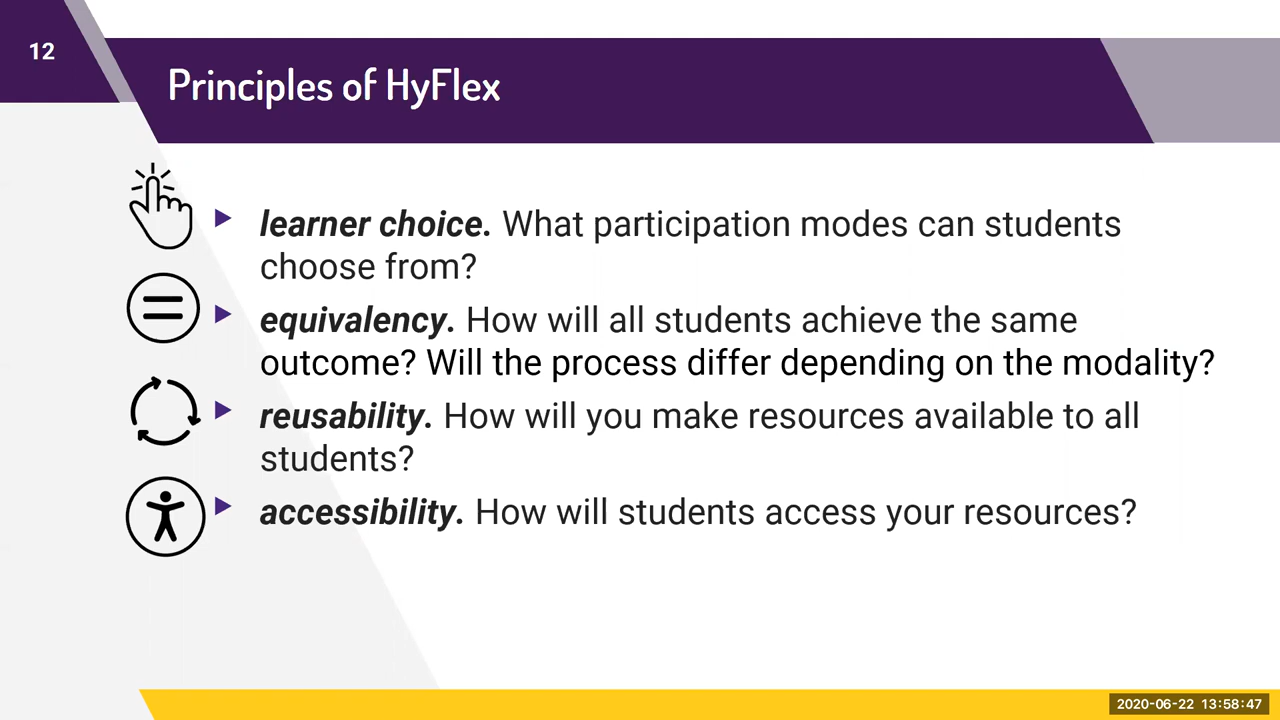 12
Principles of HyFlex
learner choice. What participation modes can students
choose from?
equivalency. How will all students achieve the same
outcome? Will the process differ depending on the modality?
reusability. How will you make resources available to all
students?
accessibility. How will students access your resources?
2020-06-22 13:58:47